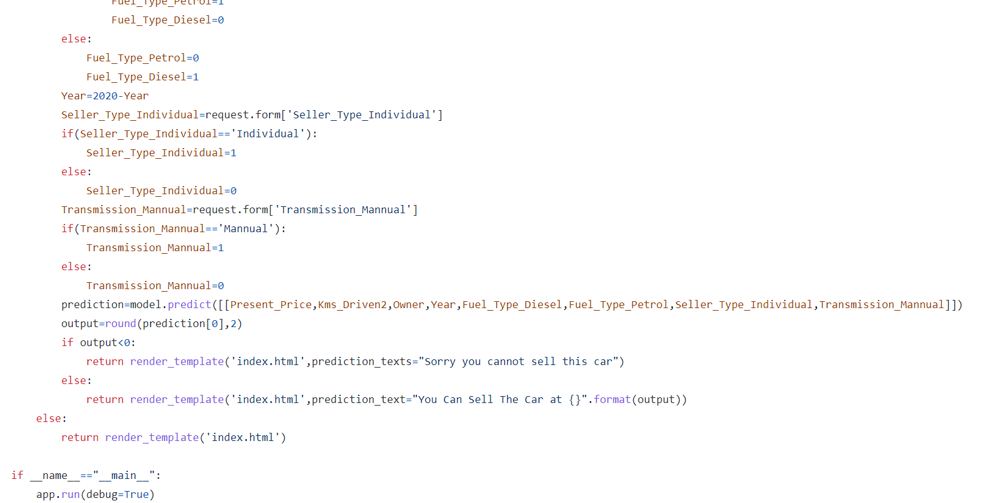 Fuel_Type_Petrol=1
Fuel_Type_Diesel=0
else:
Fuel_Type_Petrol=0
Fuel_Type_Diesel=1
Year=2020-Year
Seller_Type_Individual=request.form['Seller_Type_Individual']
if(Seller_Type_Individual=='Individual'):
Seller_Type_Individual=1
else:
Seller_Type_Individual=0
Transmission_Mannual=request.form['Transmission_Mannual']
if(Transmission_Mannual=='Mannual'):
Transmission_Mannual=1
else:
Transmission_Mannual=0
prediction=model.predict([[Present_Price,Kms_Driven2,Owner,Year,Fuel_Type_Diesel,Fuel_Type_Petrol,Seller_Type_Individual,Transmission_Mannual]])
output=round(prediction[0],2)
if output<0:
return render_template('index.html',prediction_texts="Sorry you cannot sell this car")
else:
return render_template('index.html',prediction_text="You Can Sell The Car at {}".format(output))
else:
return render_template('index.html')
if __name__=="__main__":
app.run(debug=True)